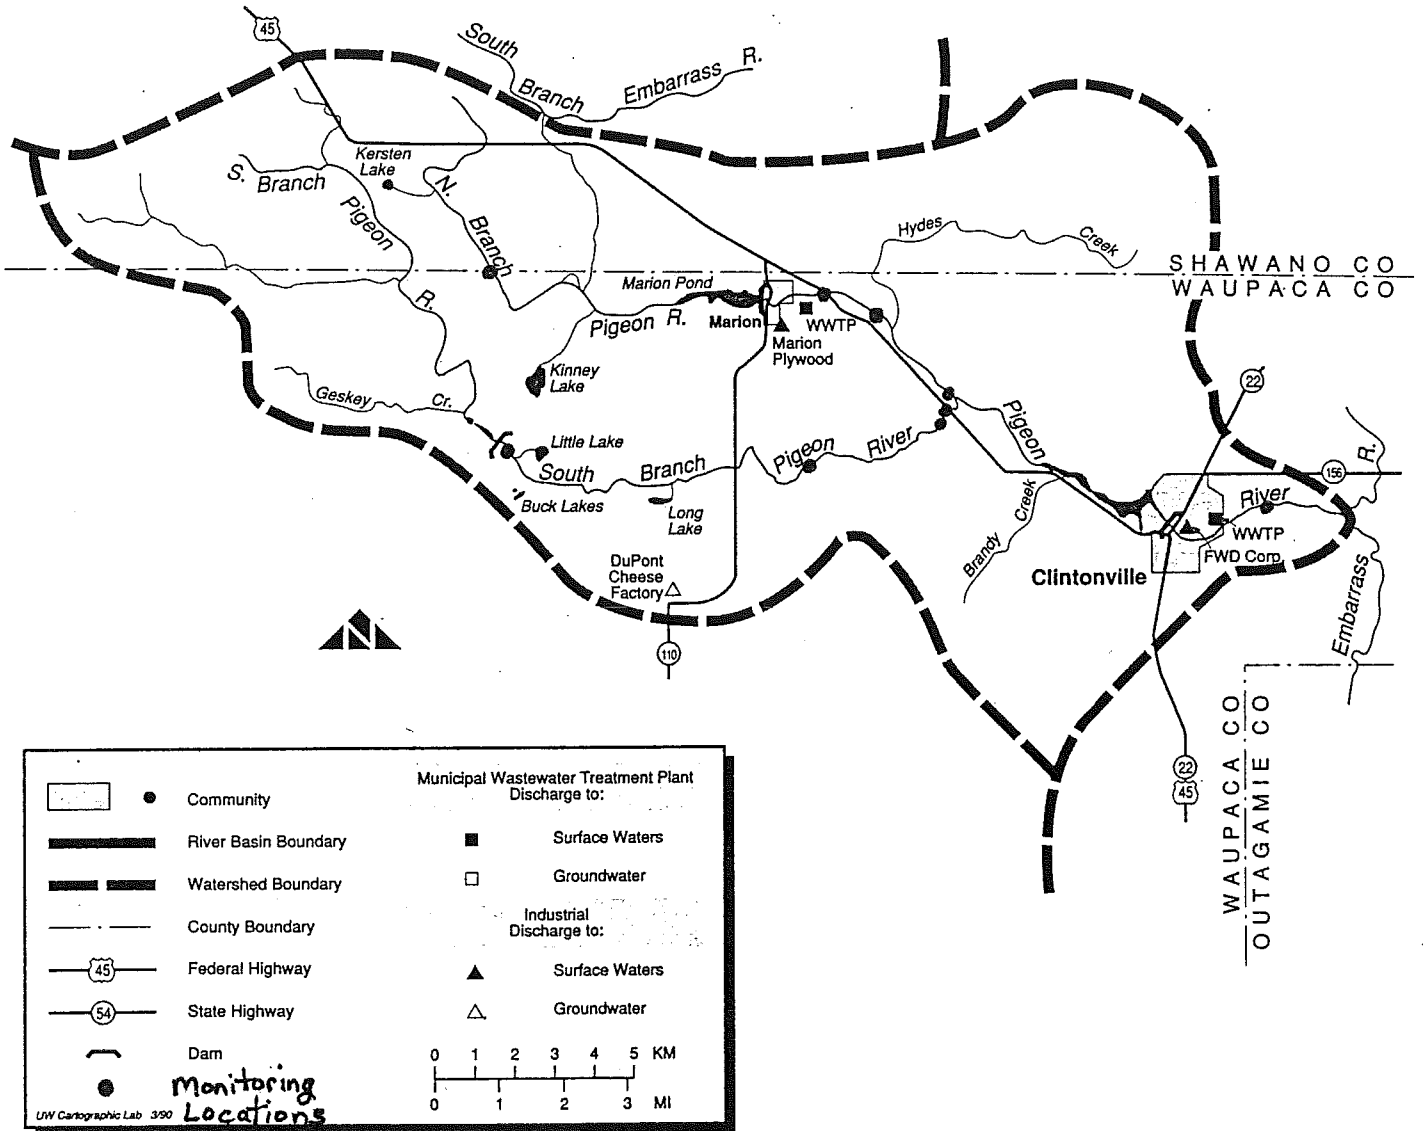 45
South
Branch
Embarrass R.
Kersten
Lake
S. Branch
Pigeon
R.
N.
Branch
Hydes
Creek
SHAWANO CO
WAUPACA CO
Marion Pond
Pigeon R.
Marion
WWTP
Marion
Plywood
Kinney
Lake
Geskey Cr.
22
Little Lake
South Branch Pigeon River
Pigeon
R.
156
Buck Lakes
Long
Lake
Brandy Creek
River
WWTP
FWD Corp.
Clintonville
DuPont
Cheese
Factory
Embarrass
N
110
WAUPACA CO
OUTAGAMIE CO
22
45
Community
River Basin Boundary
Watershed Boundary
County Boundary
45 Federal Highway
54 State Highway
Dam
Monitoring
Locations
UW Cartographic Lab 3/90
Municipal Wastewater Treatment Plant
Discharge to:
Surface Waters
Groundwater
Industrial
Discharge to:
Surface Waters
Groundwater
0 1 2 3 4 5 KM
0 1 2 3 MI